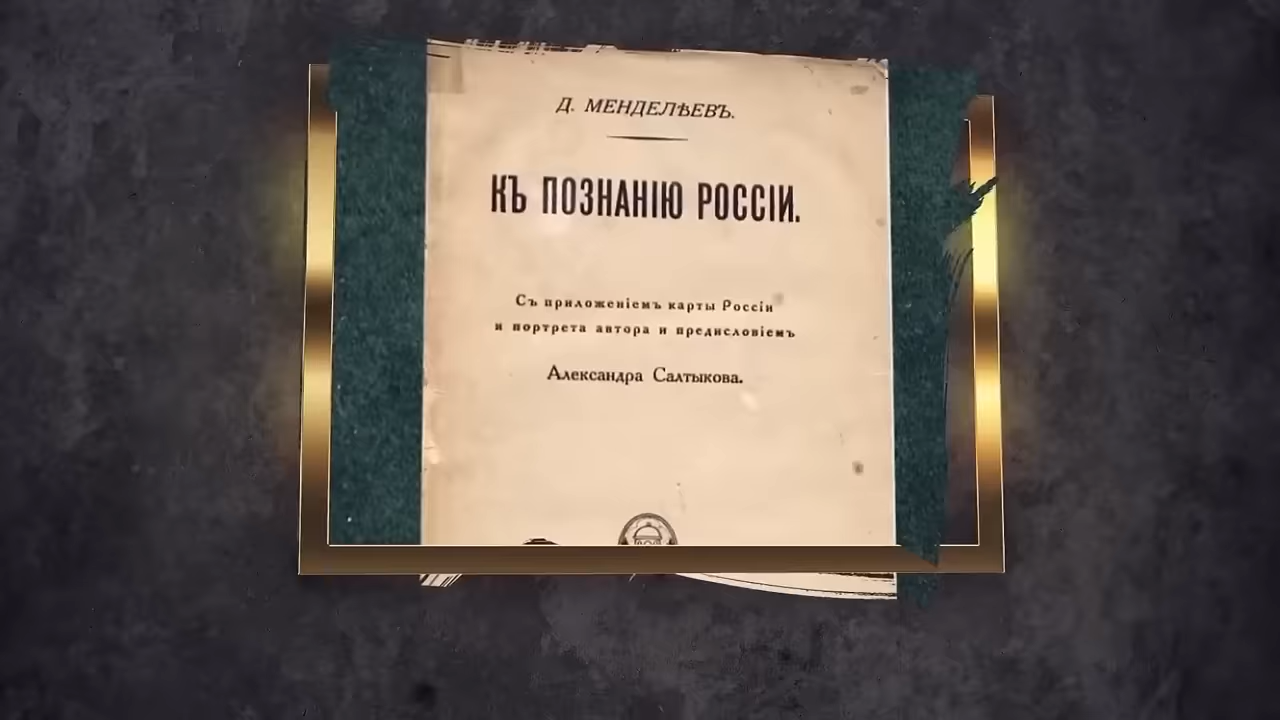 Д. МЕНДЕЛѢЕВЪ.
КЪ ПОЗНАНІЮ РОССІИ.
Съ приложеніемъ карты Россіи
и портрета автора и предисловіемъ
Александра Салтыкова.